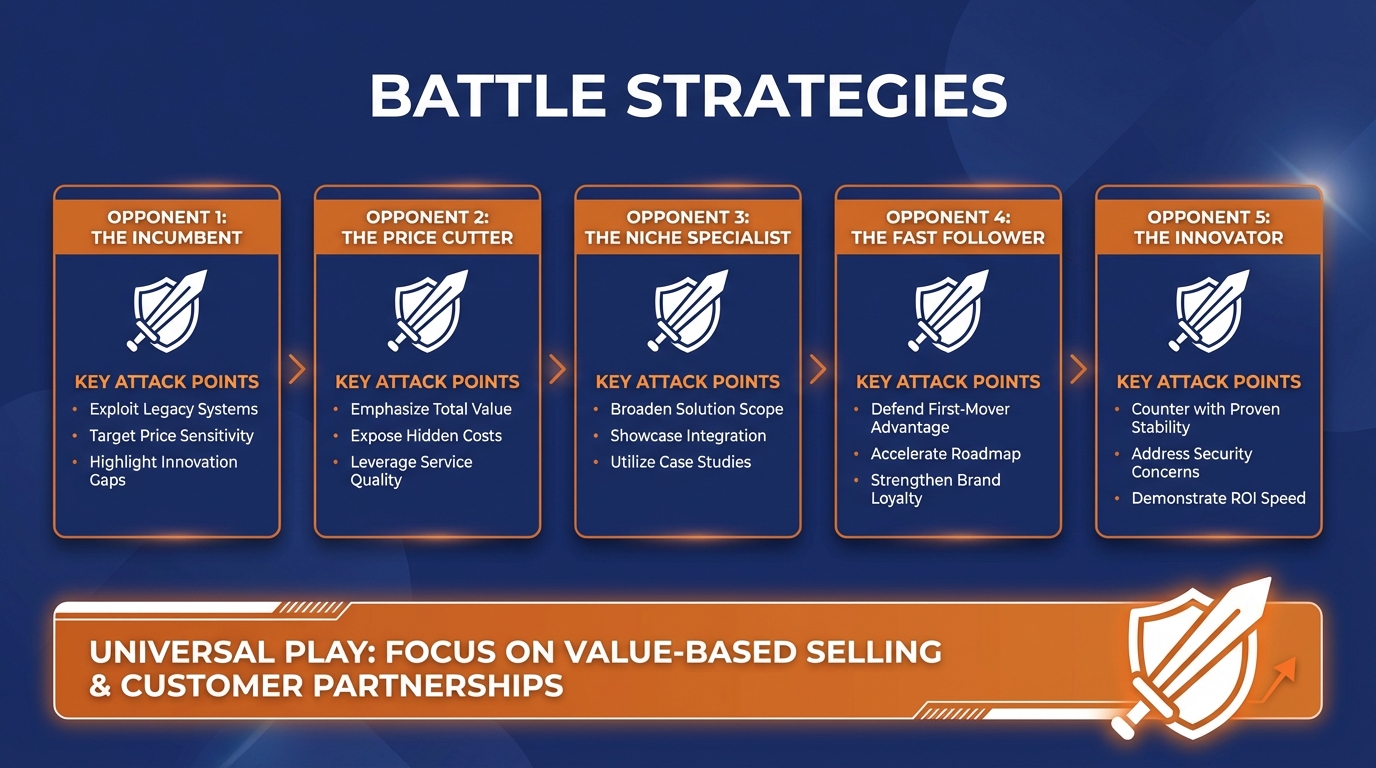 BATTLE STRATEGIES
OPPONENT 1:
THE INCUMBENT
KEY ATTACK POINTS
• Exploit Legacy Systems
• Target Price Sensitivity
• Highlight Innovation
Gaps
OPPONENT 2:
THE PRICE CUTTER
KEY ATTACK POINTS
• Emphasize Total Value
• Expose Hidden Costs
• Leverage Service
Quality
OPPONENT 3:
THE NICHE SPECIALIST
KEY ATTACK POINTS
• Broaden Solution Scope
• Showcase Integration
• Utilize Case Studies
OPPONENT 4:
THE FAST FOLLOWER
KEY ATTACK POINTS
• Defend First-Mover
Advantage
• Accelerate Roadmap
• Strengthen Brand
Loyalty
OPPONENT 5:
THE INNOVATOR
KEY ATTACK POINTS
• Counter with Proven
Stability
• Address Security
Concerns
• Demonstrate ROI Speed
UNIVERSAL PLAY: FOCUS ON VALUE-BASED SELLING
& CUSTOMER PARTNERSHIPS